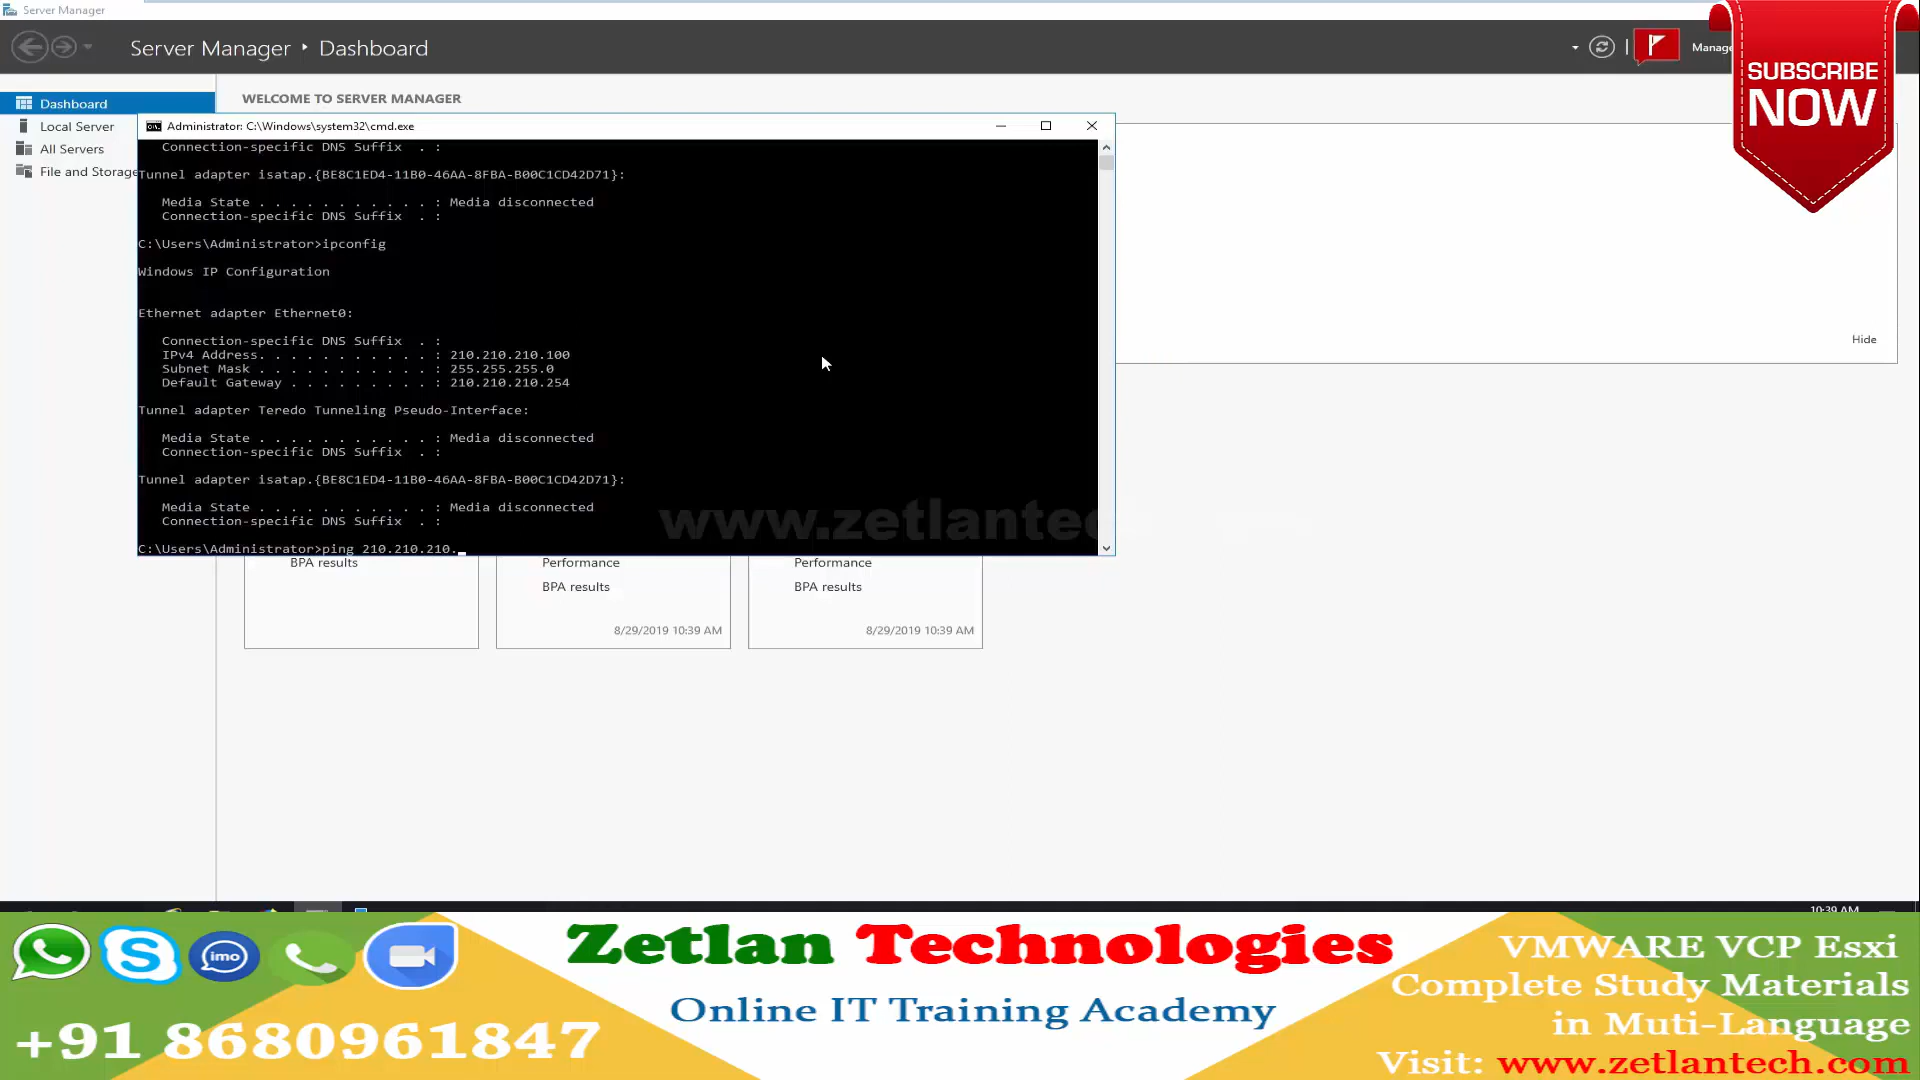 Server Manager
Server Manager • Dashboard
Manage
SUBSCRIBE
NOW
Dashboard
Local Server
All Servers
File and Storage
WELCOME TO SERVER MANAGER
Administrator: C:\Windows\system32\cmd.exe
Connection-specific DNS Suffix . :
Tunnel adapter isatap.{BE8C1ED4-11B0-46AA-8FBA-B00C1CD42D71}:
Media State . . . . . . . . . . . : Media disconnected
Connection-specific DNS Suffix . :
C:\Users\Administrator>ipconfig
Windows IP Configuration
Ethernet adapter Ethernet0:
Connection-specific DNS Suffix . :
IPv4 Address. . . . . . . . . . . : 210.210.210.100
Subnet Mask . . . . . . . . . . . : 255.255.255.0
Default Gateway . . . . . . . . . : 210.210.210.254
Tunnel adapter Teredo Tunneling Pseudo-Interface:
Media State . . . . . . . . . . . : Media disconnected
Connection-specific DNS Suffix . :
Tunnel adapter isatap.{BE8C1ED4-11B0-46AA-8FBA-B00C1CD42D71}:
Media State . . . . . . . . . . . : Media disconnected
Connection-specific DNS Suffix . :
C:\Users\Administrator>ping 210.210.210._
www.zetlantec
Hide
BPA results
Performance
BPA results
8/29/2019 10:39 AM
Performance
BPA results
8/29/2019 10:39 AM
10:39 AM
imo
+91 8680961847
Zetlan Technologies
Online IT Training Academy
VMWARE VCP Esxi
Complete Study Materials
in Muti-Language
Visit: www.zetlantech.com